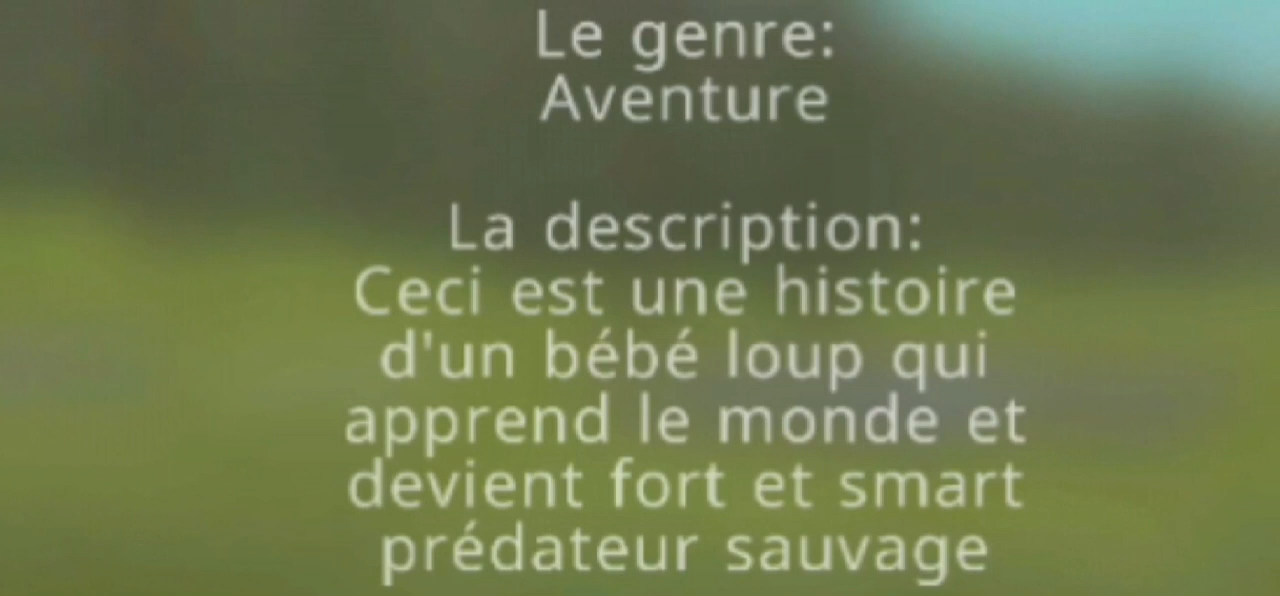 Le genre:
Aventure
La description:
Ceci est une histoire
d'un bébé loup qui
apprend le monde et
devient fort et smart
prédateur sauvage